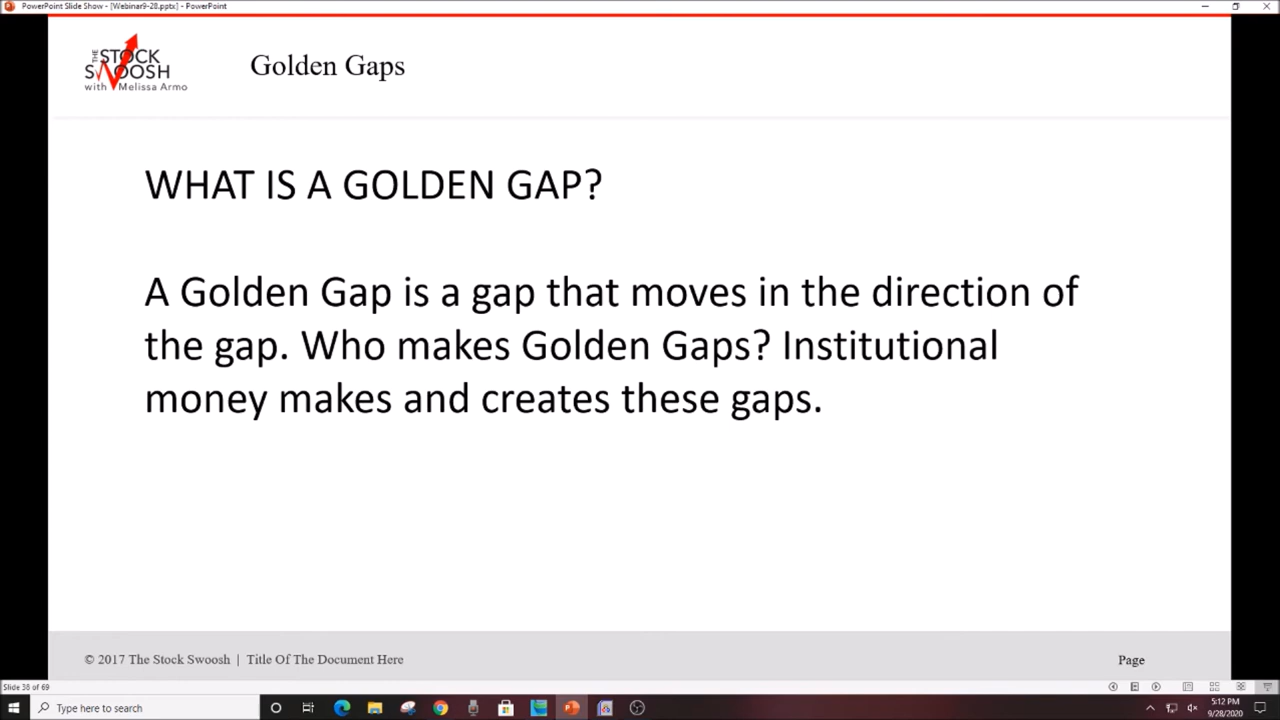 PowerPoint Slide Show - [Webinar9-28.pptx] - PowerPoint
THE STOCK
SWOOSH
with Melissa Armo
Golden Gaps
WHAT IS A GOLDEN GAP?
A Golden Gap is a gap that moves in the direction of
the gap. Who makes Golden Gaps? Institutional
money makes and creates these gaps.
© 2017 The Stock Swoosh | Title Of The Document Here
Page
Slide 38 of 69
Type here to search
5:12 PM
9/28/2020